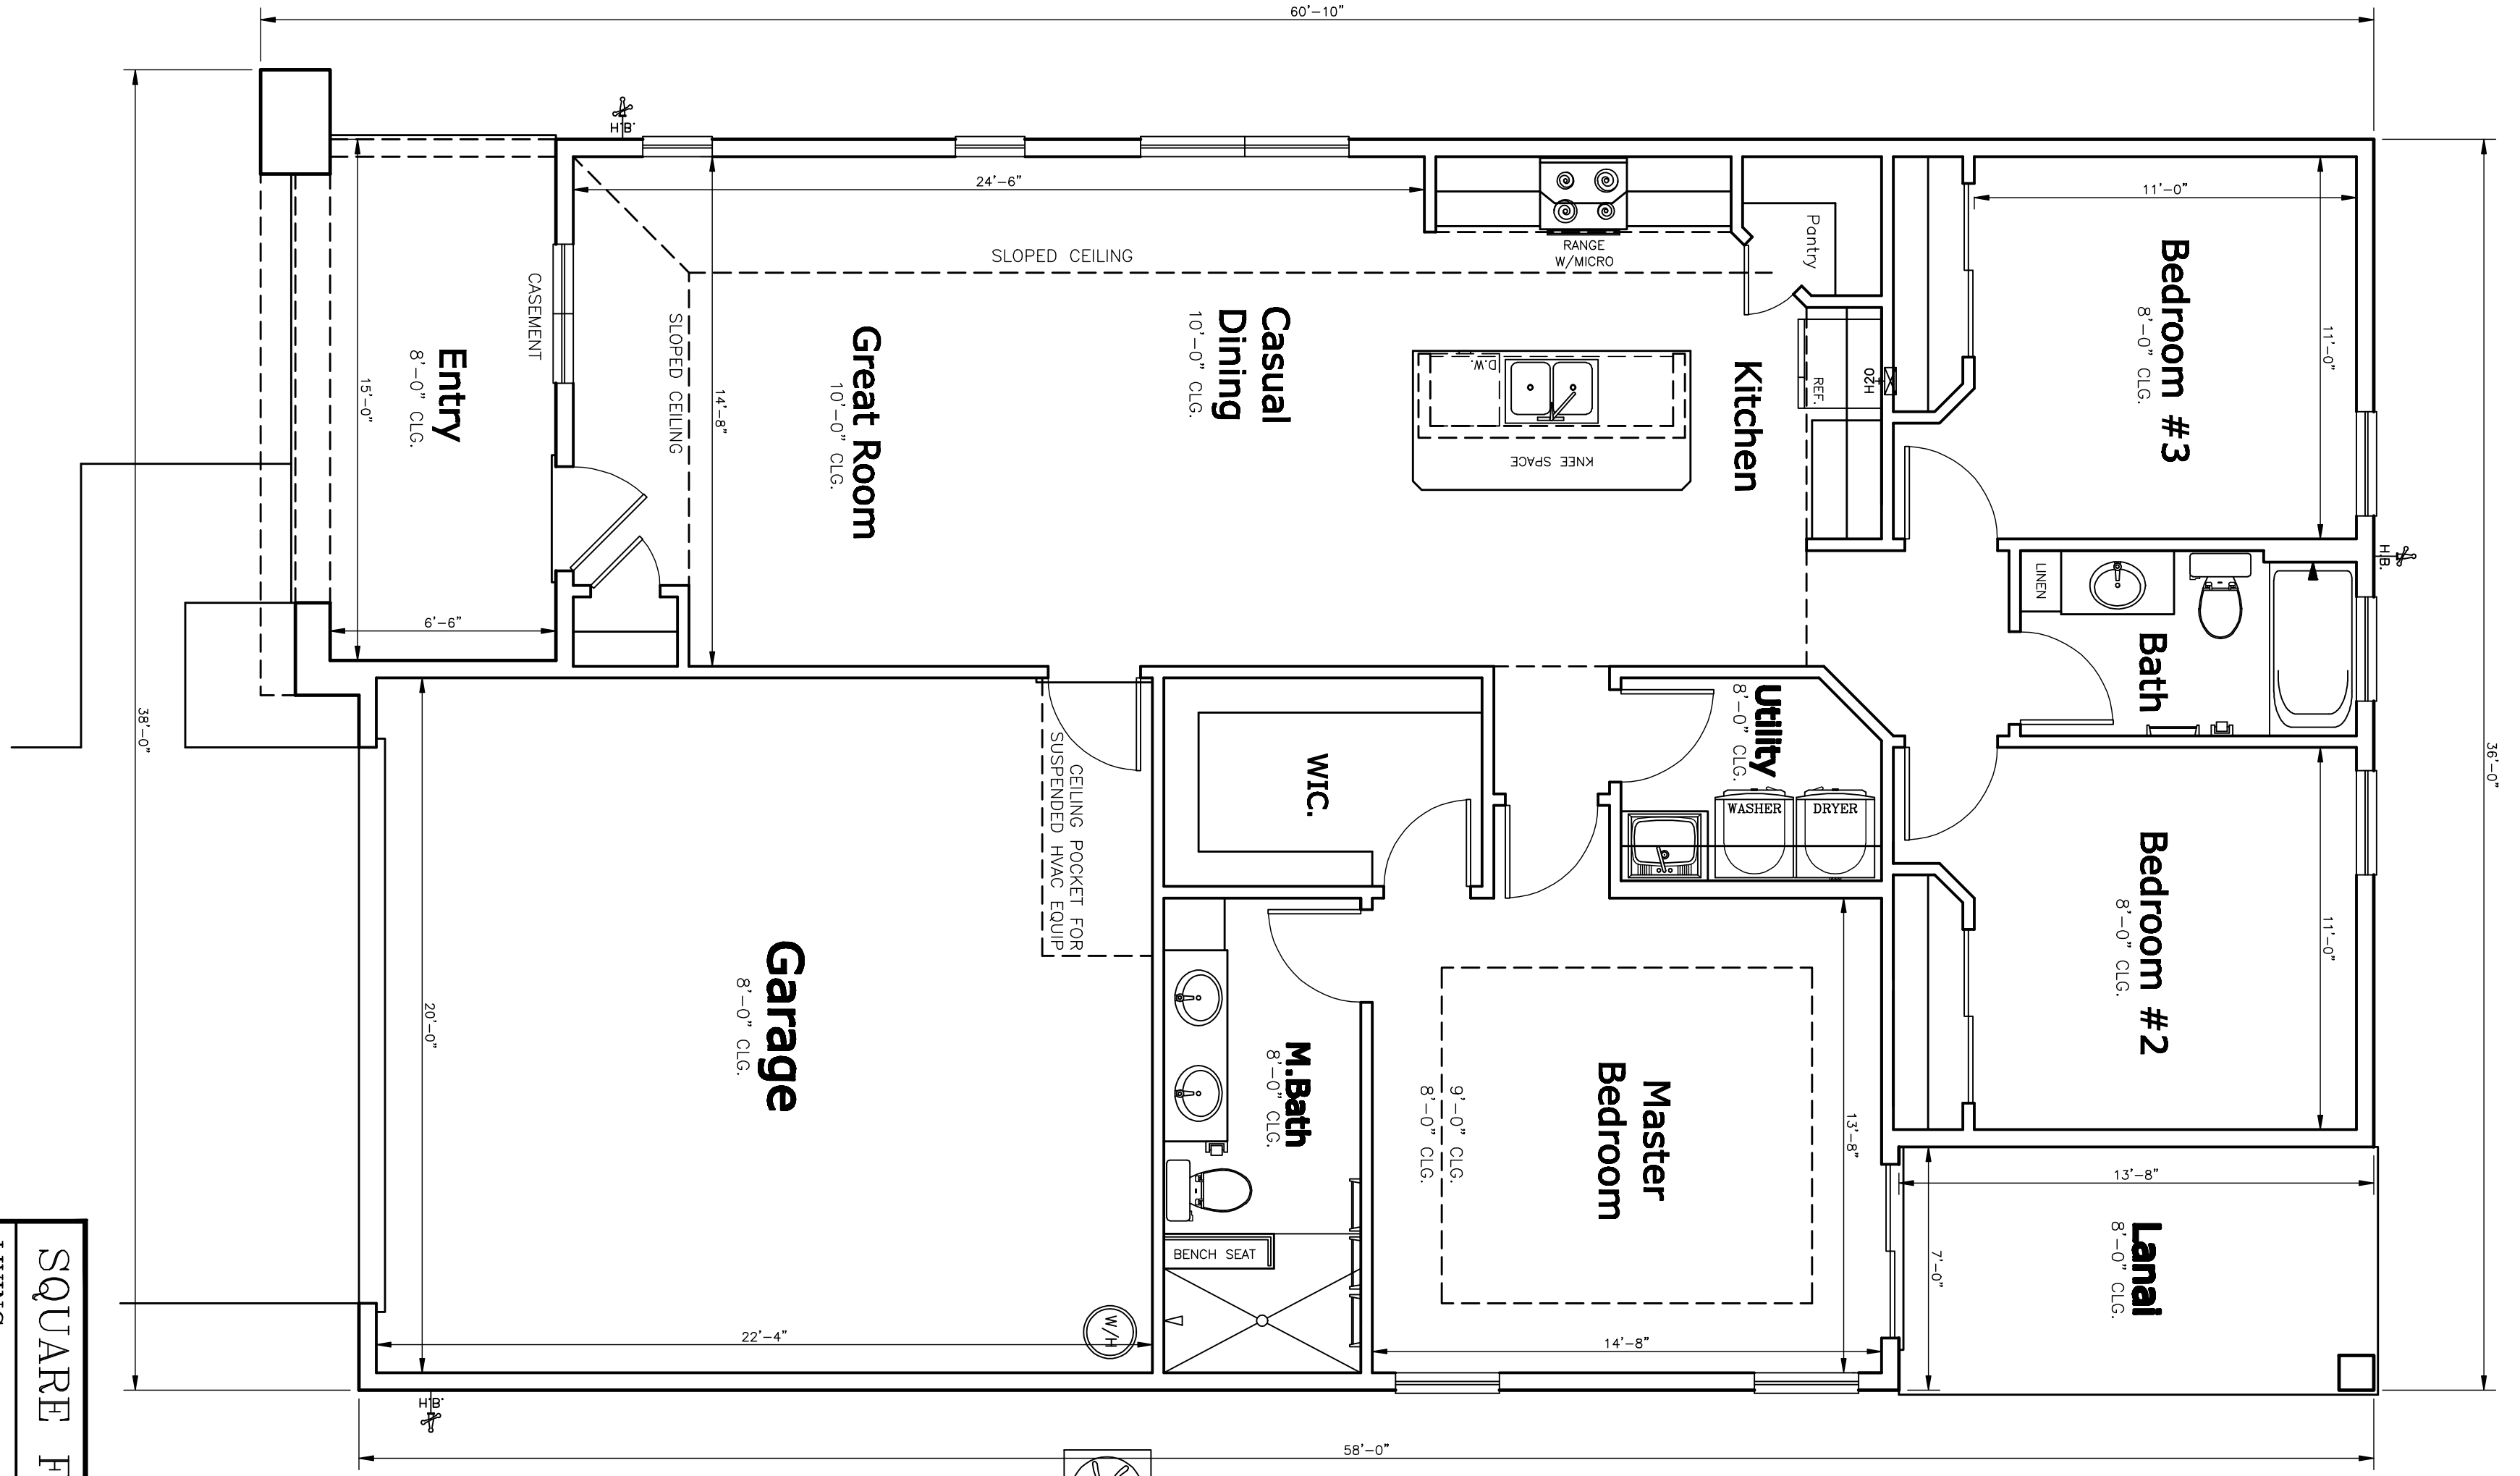 60'-10"
38'-0"
36'-0"
58'-0"
H.B.
24'-6"
SLOPED CEILING
RANGE
W/MICRO
Pantry
11'-0"
Bedroom #3
8'-0" CLG.
11'-0"
CASEMENT
Entry
8'-0" CLG.
15'-0"
6'-6"
SLOPED CEILING
14'-8"
Great Room
10'-0" CLG.
Casual
Dining
10'-0" CLG.
D.W.
KNEE SPACE
Kitchen
REF.
H2O
H.B.
LINEN
Bath
Utility
8'-0" CLG.
WASHER
DRYER
WIC.
CEILING POCKET FOR
SUSPENDED HVAC EQUIP
Bedroom #2
8'-0" CLG.
11'-0"
Garage
8'-0" CLG.
20'-0"
22'-4"
W/H
M.Bath
8'-0" CLG.
BENCH SEAT
Master
Bedroom
9'-0" CLG.
8'-0" CLG.
13'-8"
14'-8"
13'-8"
7'-0"
Lanai
8'-0" CLG.
H.B.
SQUARE F